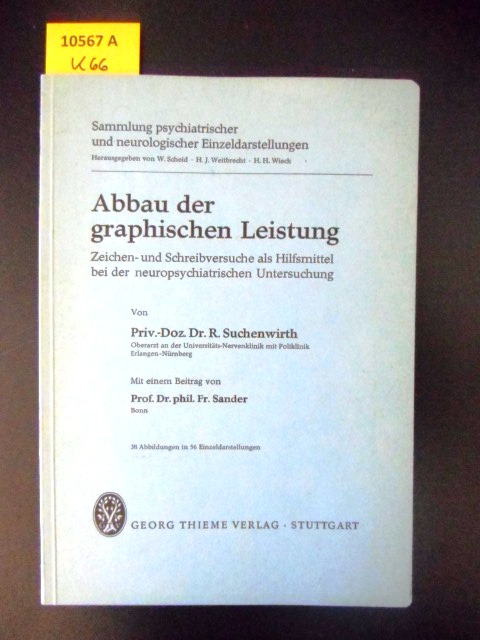 10567 A
K66
Sammlung psychiatrischer
und neurologischer Einzeldarstellungen
Herausgegeben von W. Scheid · H. J. Weitbrecht · H. H. Wieck
Abbau der
graphischen Leistung
Zeichen- und Schreibversuche als Hilfsmittel
bei der neuropsychiatrischen Untersuchung
Von
Priv.-Doz. Dr. R. Suchenwirth
Oberarzt an der Universitäts-Nervenklinik mit Poliklinik
Erlangen-Nürnberg
Mit einem Beitrag von
Prof. Dr. phil. Fr. Sander
Bonn
38 Abbildungen in 56 Einzeldarstellungen
GEORG THIEME VERLAG · STUTTGART